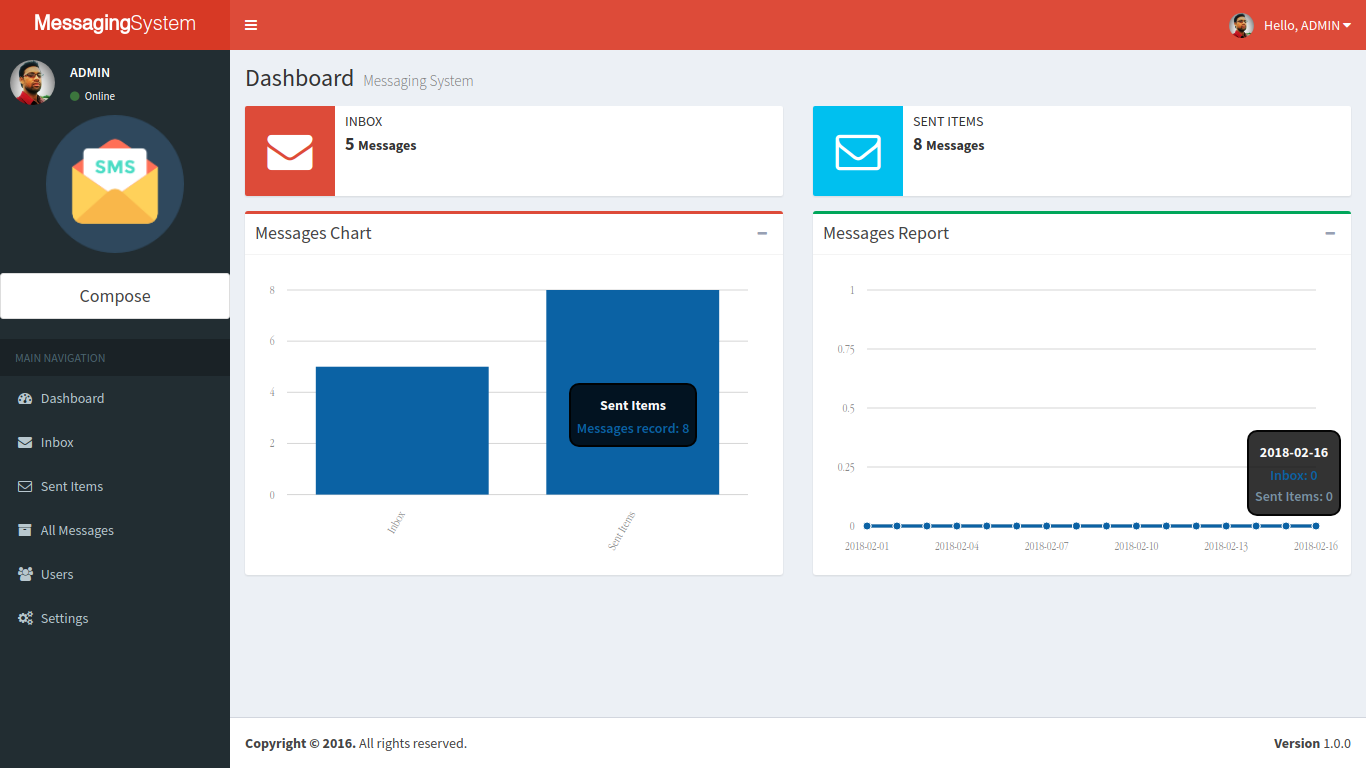 MessagingSystem
Hello, ADMIN
ADMIN
Online
SMS
Compose
MAIN NAVIGATION
Dashboard
Inbox
Sent Items
All Messages
Users
Settings
Dashboard Messaging System
INBOX
5 Messages
SENT ITEMS
8 Messages
Messages Chart
8
6
4
2
0
Inbox
Sent Items
Sent Items
Messages record: 8
Messages Report
1
0.75
0.5
0.25
0
2018-02-01 2018-02-04 2018-02-07 2018-02-10 2018-02-13 2018-02-16
2018-02-16
Inbox: 0
Sent Items: 0
Copyright © 2016. All rights reserved.
Version 1.0.0